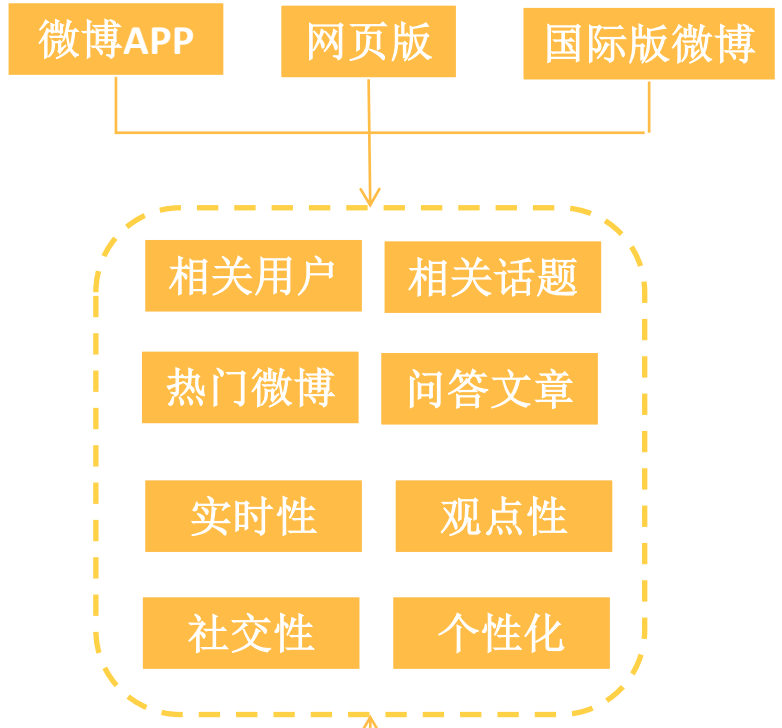 微博APP
网页版
国际版微博
相关用户
相关话题
热门微博
问答文章
实时性
观点性
社交性
个性化